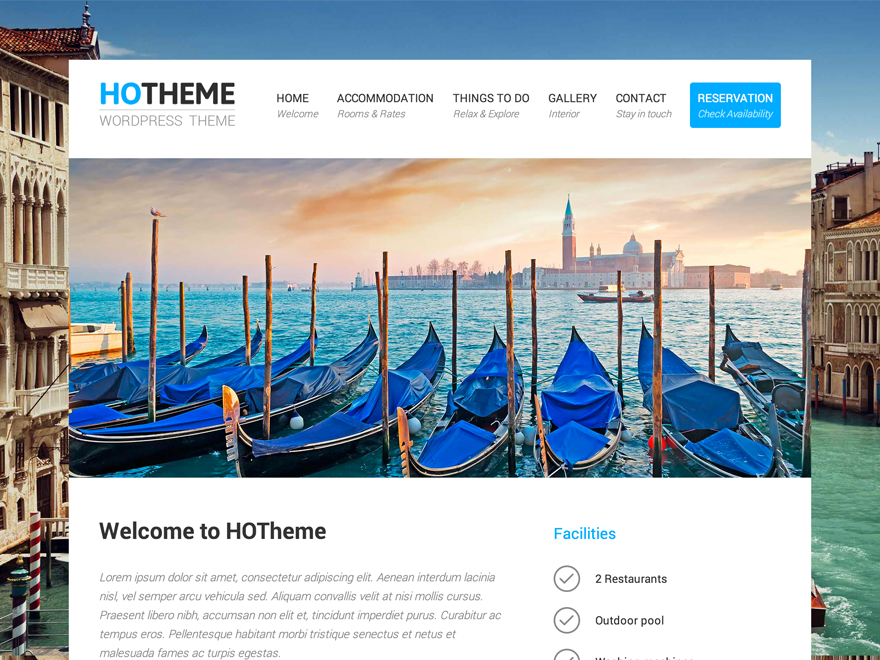 HOTHEME
WORDPRESS THEME
HOME
Welcome
ACCOMMODATION
Rooms & Rates
THINGS TO DO
Relax & Explore
GALLERY
Interior
CONTACT
Stay in touch
RESERVATION
Check Availability
Welcome to HOTheme
Lorem ipsum dolor sit amet, consectetur adipiscing elit. Aenean interdum lacinia
nisl, vel semper arcu vehicula sed. Aliquam convallis velit at nisi mollis cursus.
Praesent libero nibh, accumsan non elit et, tincidunt imperdiet purus. Curabitur ac
tempus eros. Pellentesque habitant morbi tristique senectus et netus et
malesuada fames ac turpis egestas.
Facilities
2 Restaurants
Outdoor pool